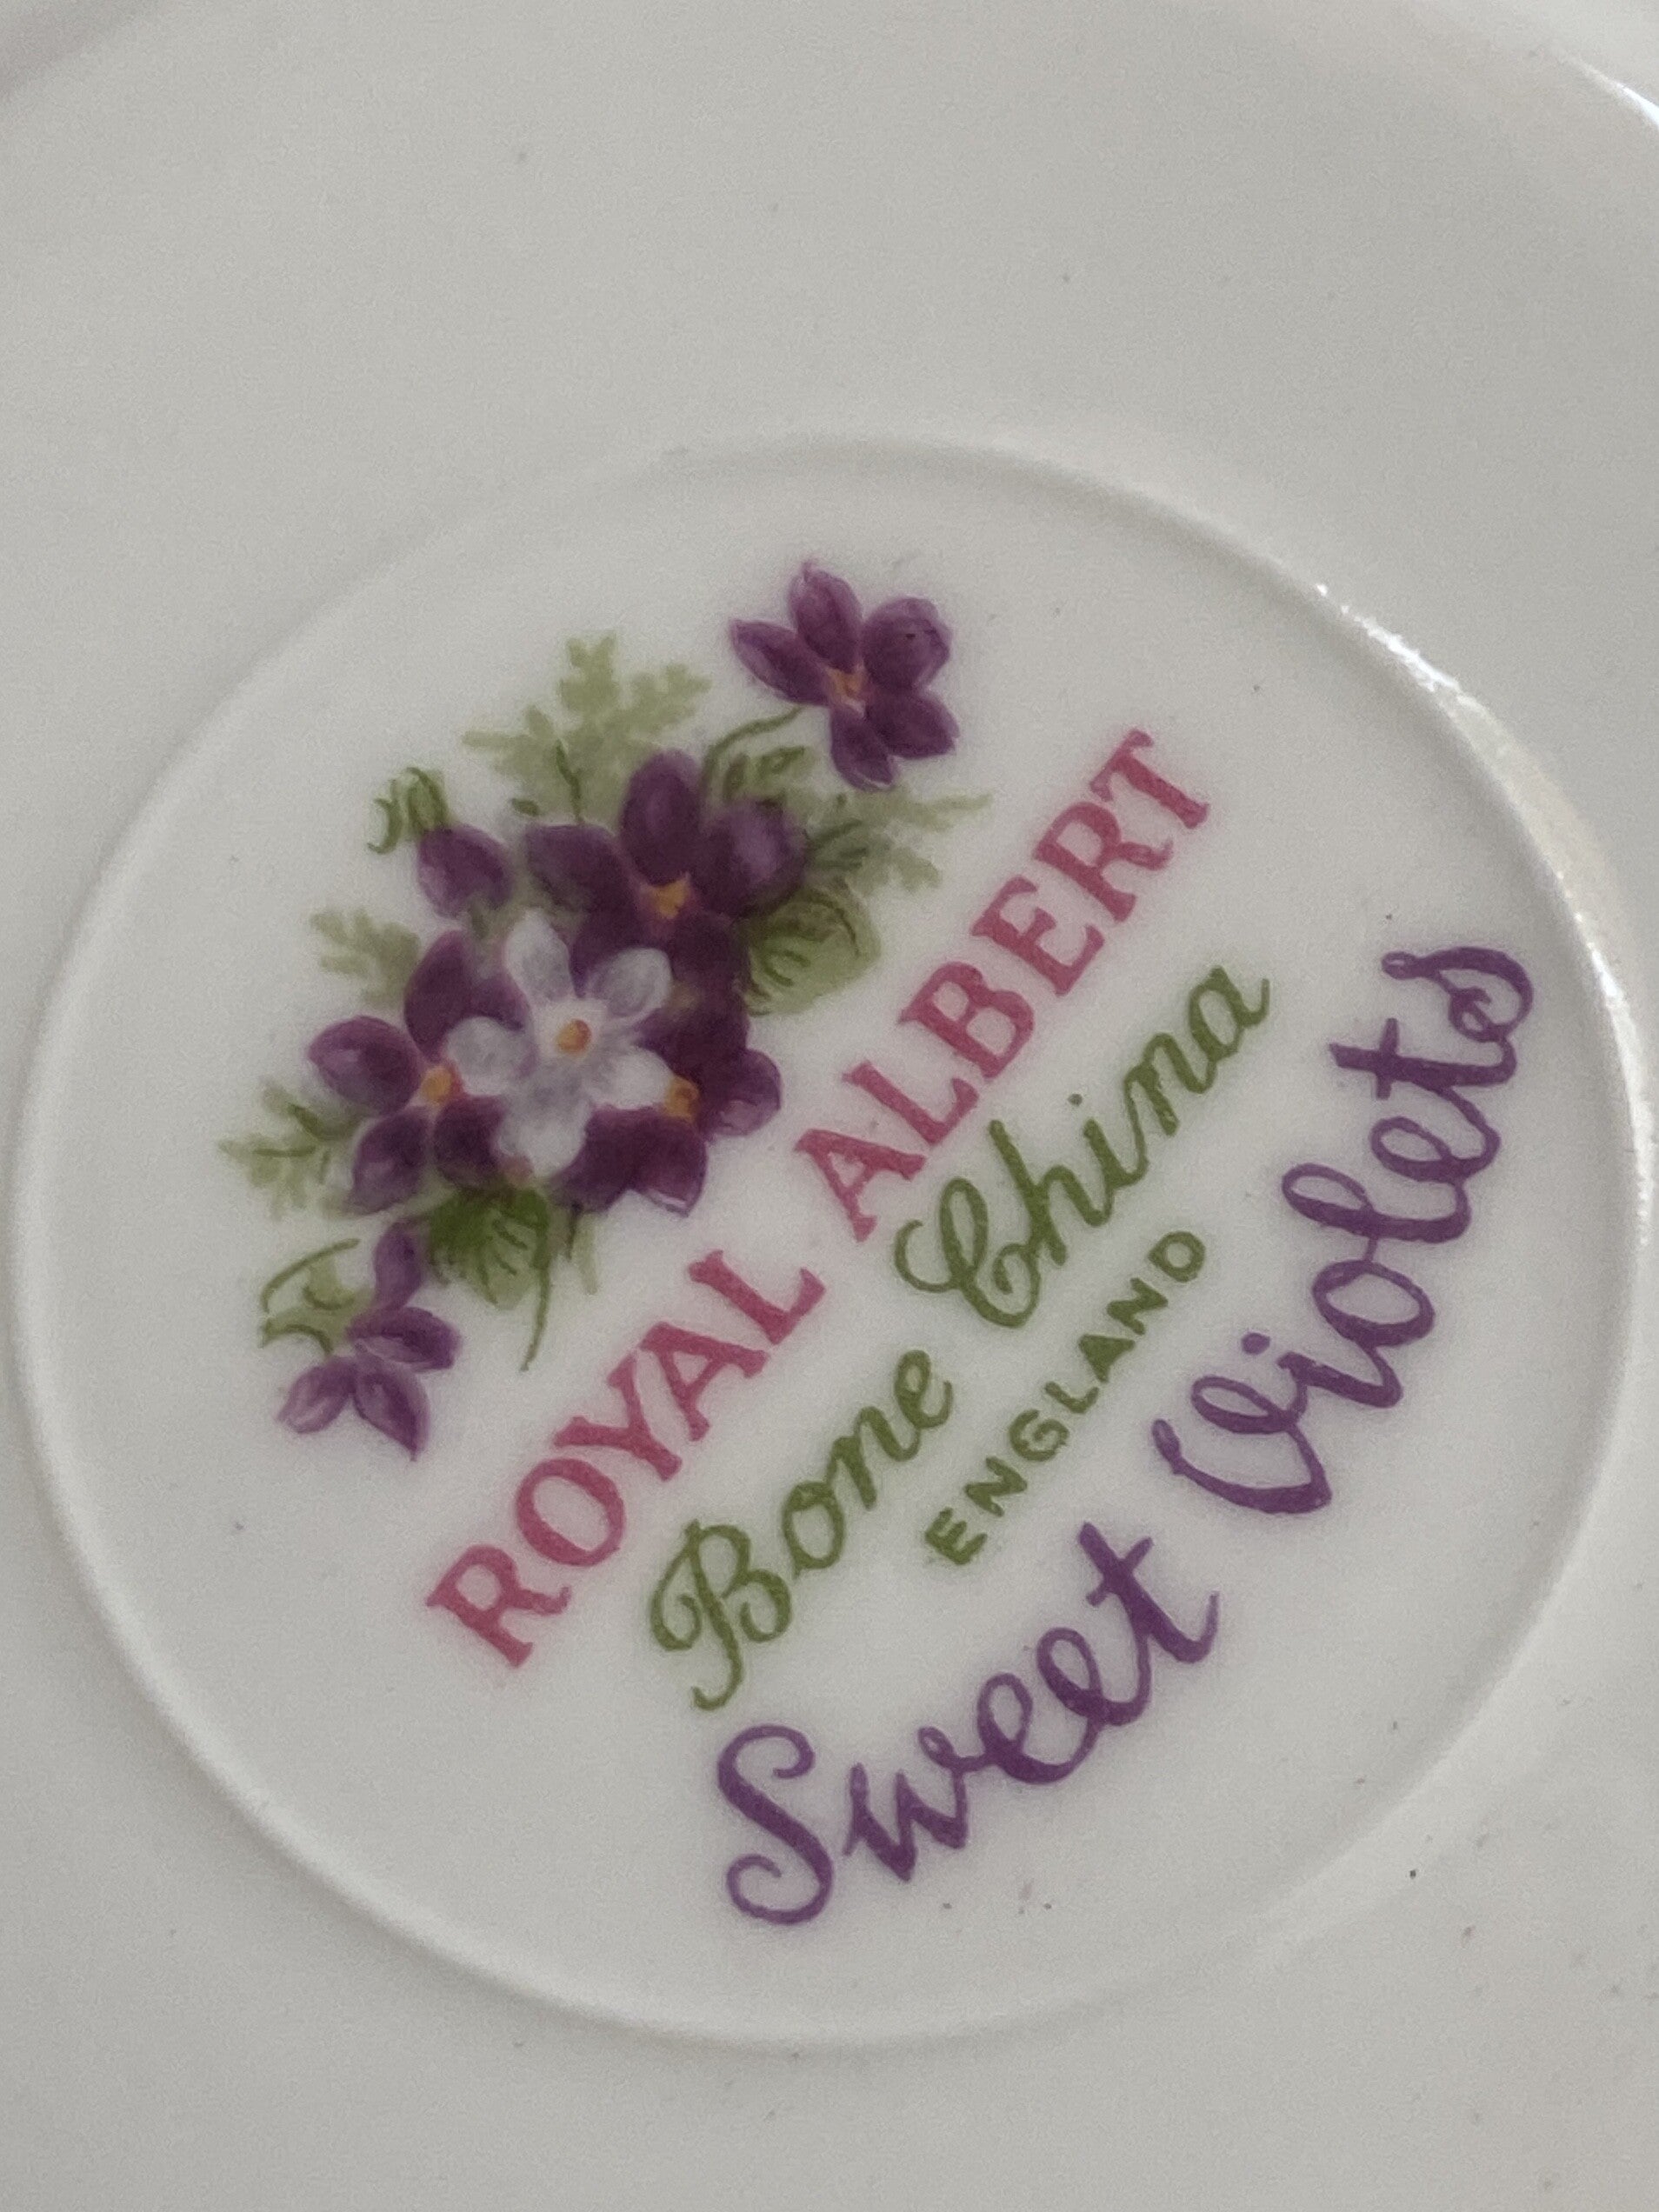 ROYAL ALBERT
Bone China
ENGLAND
Sweet Violets